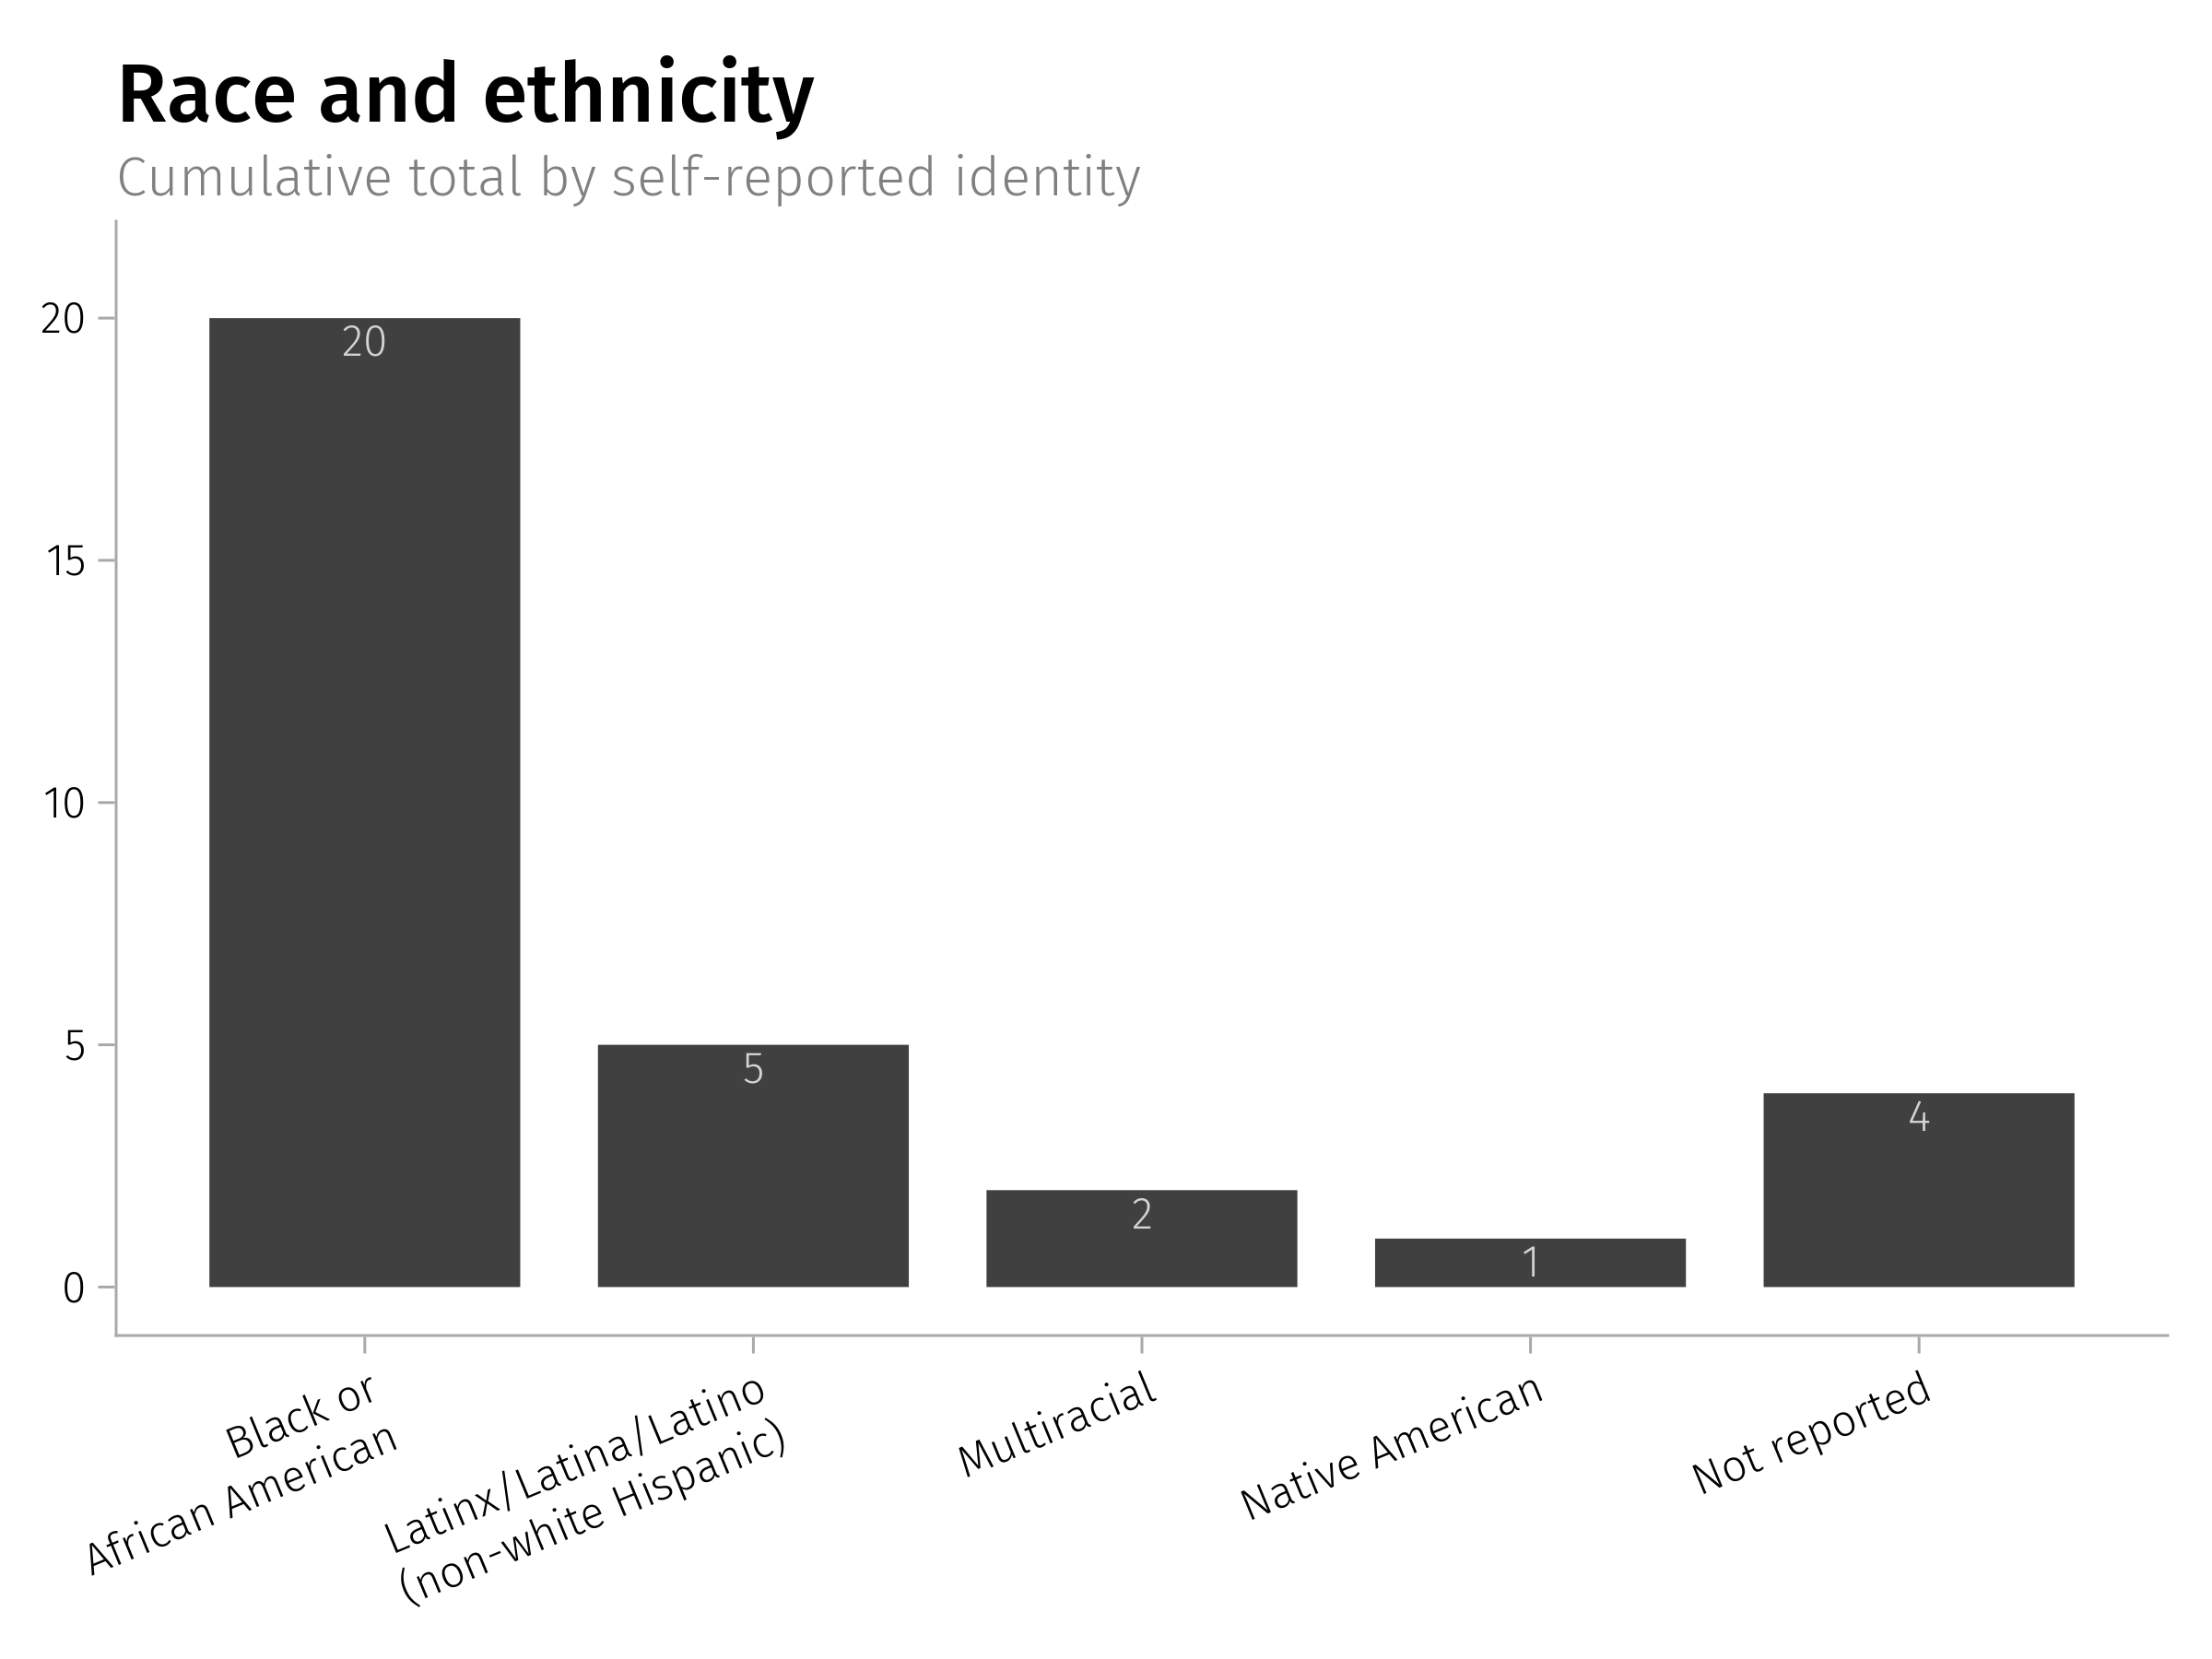 Race and ethnicity
Cumulative total by self-reported identity
20
15
10
5
0
20
5
2
1
4
Black or
African American
Latinx/Latina/Latino
(non-white Hispanic)
Multiracial
Native American
Not reported